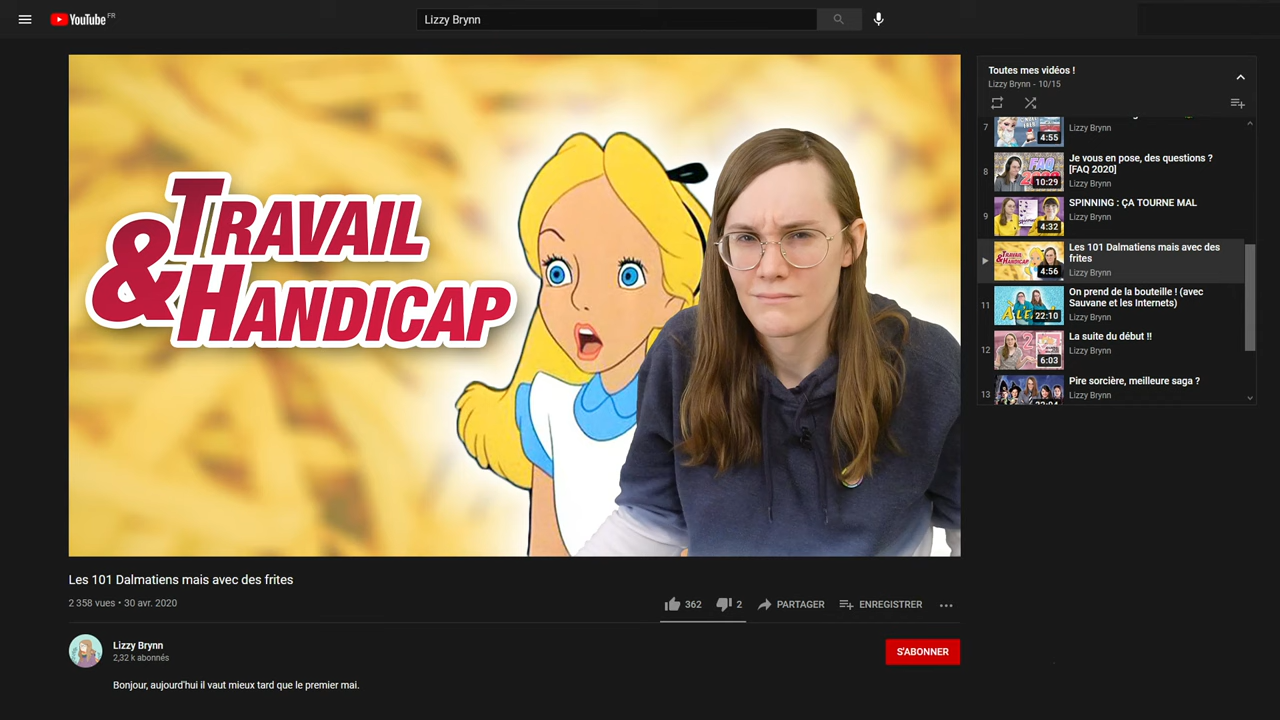 YouTube FR
Lizzy Brynn
TRAVAIL
& HANDICAP
Les 101 Dalmatiens mais avec des frites
2 358 vues • 30 avr. 2020
362
2
PARTAGER
ENREGISTRER
Lizzy Brynn
2,32 k abonnés
S'ABONNER
Bonjour, aujourd'hui il vaut mieux tard que le premier mai.
Toutes mes vidéos !
Lizzy Brynn - 10/15
7
4:55
Lizzy Brynn
8
FAQ
10:29
Je vous en pose, des questions ?
[FAQ 2020]
Lizzy Brynn
9
4:32
SPINNING : ÇA TOURNE MAL
Lizzy Brynn
TRAVAIL
& HANDICAP
4:56
Les 101 Dalmatiens mais avec des
frites
Lizzy Brynn
11
22:10
On prend de la bouteille ! (avec
Sauvane et les Internets)
Lizzy Brynn
12
2
6:03
La suite du début !!
Lizzy Brynn
13
Pire sorcière, meilleure saga ?
Lizzy Brynn